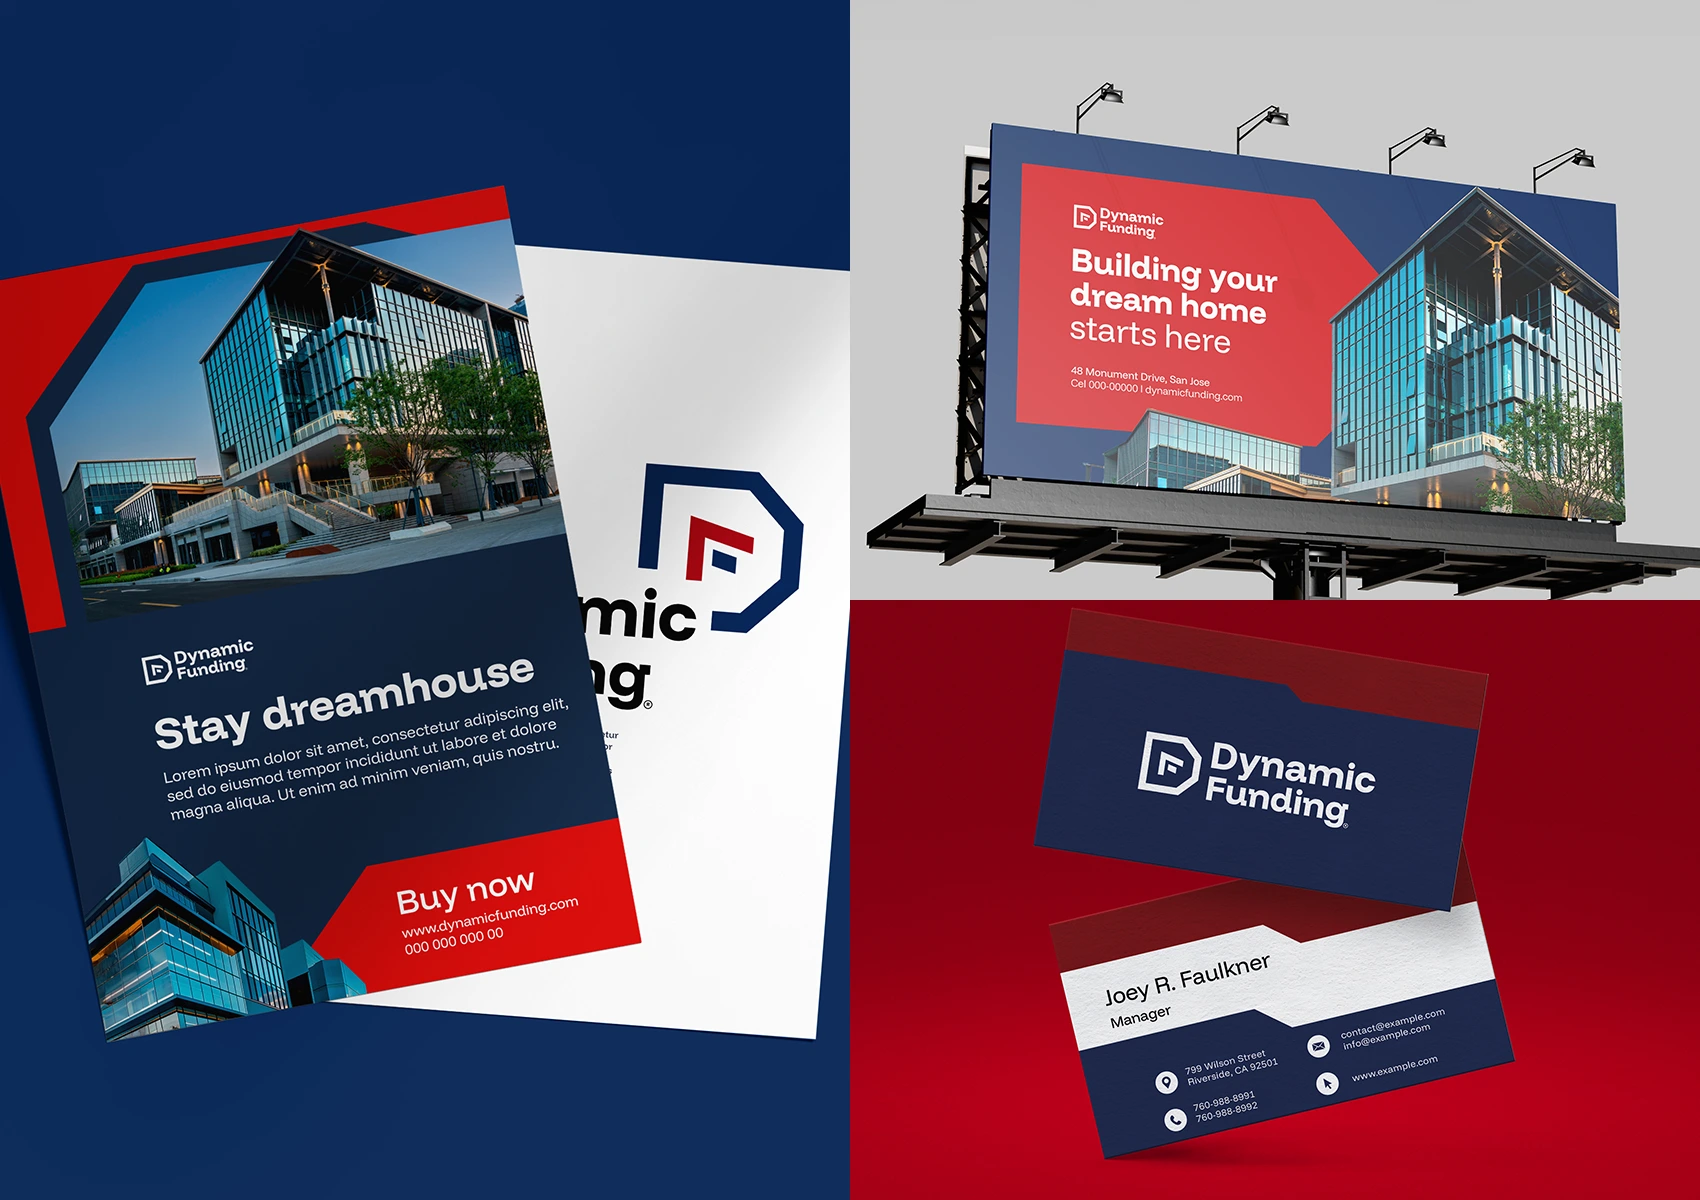 Dynamic
Funding
Stay dreamhouse
Lorem ipsum dolor sit amet, consectetur adipiscing elit,
sed do eiusmod tempor incididunt ut labore et dolore
magna aliqua. Ut enim ad minim veniam, quis nostru.
Buy now
www.dynamicfunding.com
000 000 000 00
mic
ng®
Dynamic
Funding
Building your
dream home
starts here
48 Monument Drive, San Jose
Cel 000-00000 I dynamicfunding.com
Dynamic
Funding®
Joey R. Faulkner
Manager
799 Wilson Street
Riverside, CA 92501
760-988-8991
760-988-8992
contact@example.com
info@example.com
www.example.com